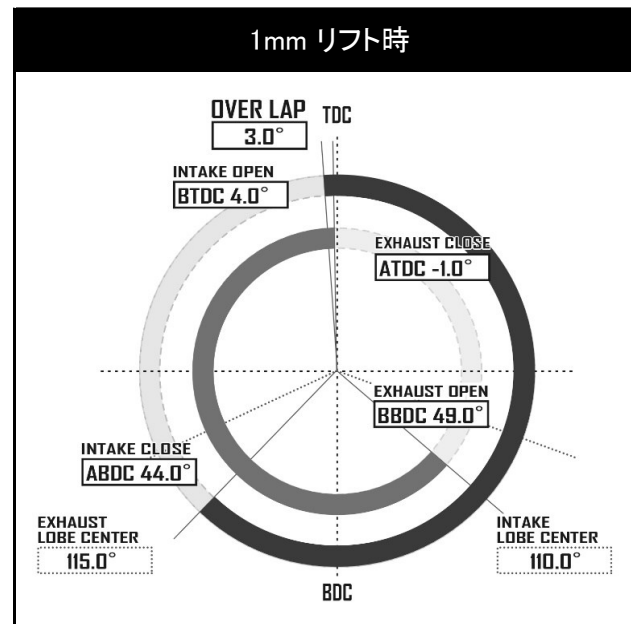 1mm リフト時
OVER LAP
3.0°
TDC
INTAKE OPEN
BTDC 4.0°
EXHAUST CLOSE
ATDC -1.0°
EXHAUST OPEN
BBDC 49.0°
INTAKE CLOSE
ABDC 44.0°
EXHAUST
LOBE CENTER
115.0°
INTAKE
LOBE CENTER
110.0°
BDC